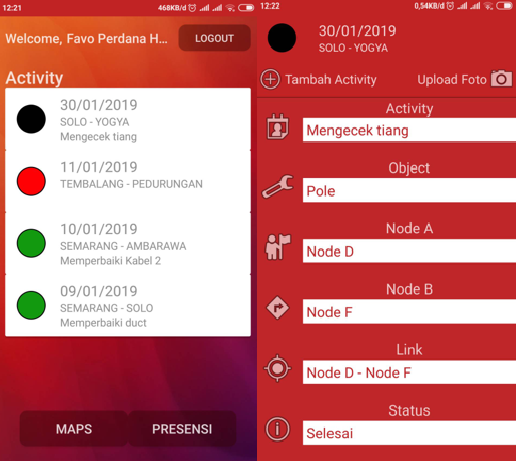 12:21
468KB/d
Welcome, Favo Perdana H...
LOGOUT
Activity
30/01/2019
SOLO - YOGYA
Mengecek tiang
11/01/2019
TEMBALANG - PEDURUNGAN
10/01/2019
SEMARANG - AMBARAWA
Memperbaiki Kabel 2
09/01/2019
SEMARANG - SOLO
Memperbaiki duct
MAPS
PRESENSI
12:22
0,54KB/d
30/01/2019
SOLO - YOGYA
Tambah Activity
Upload Foto
Activity
Mengecek tiang
Object
Pole
Node A
Node D
Node B
Node F
Link
Node D - Node F
Status
Selesai